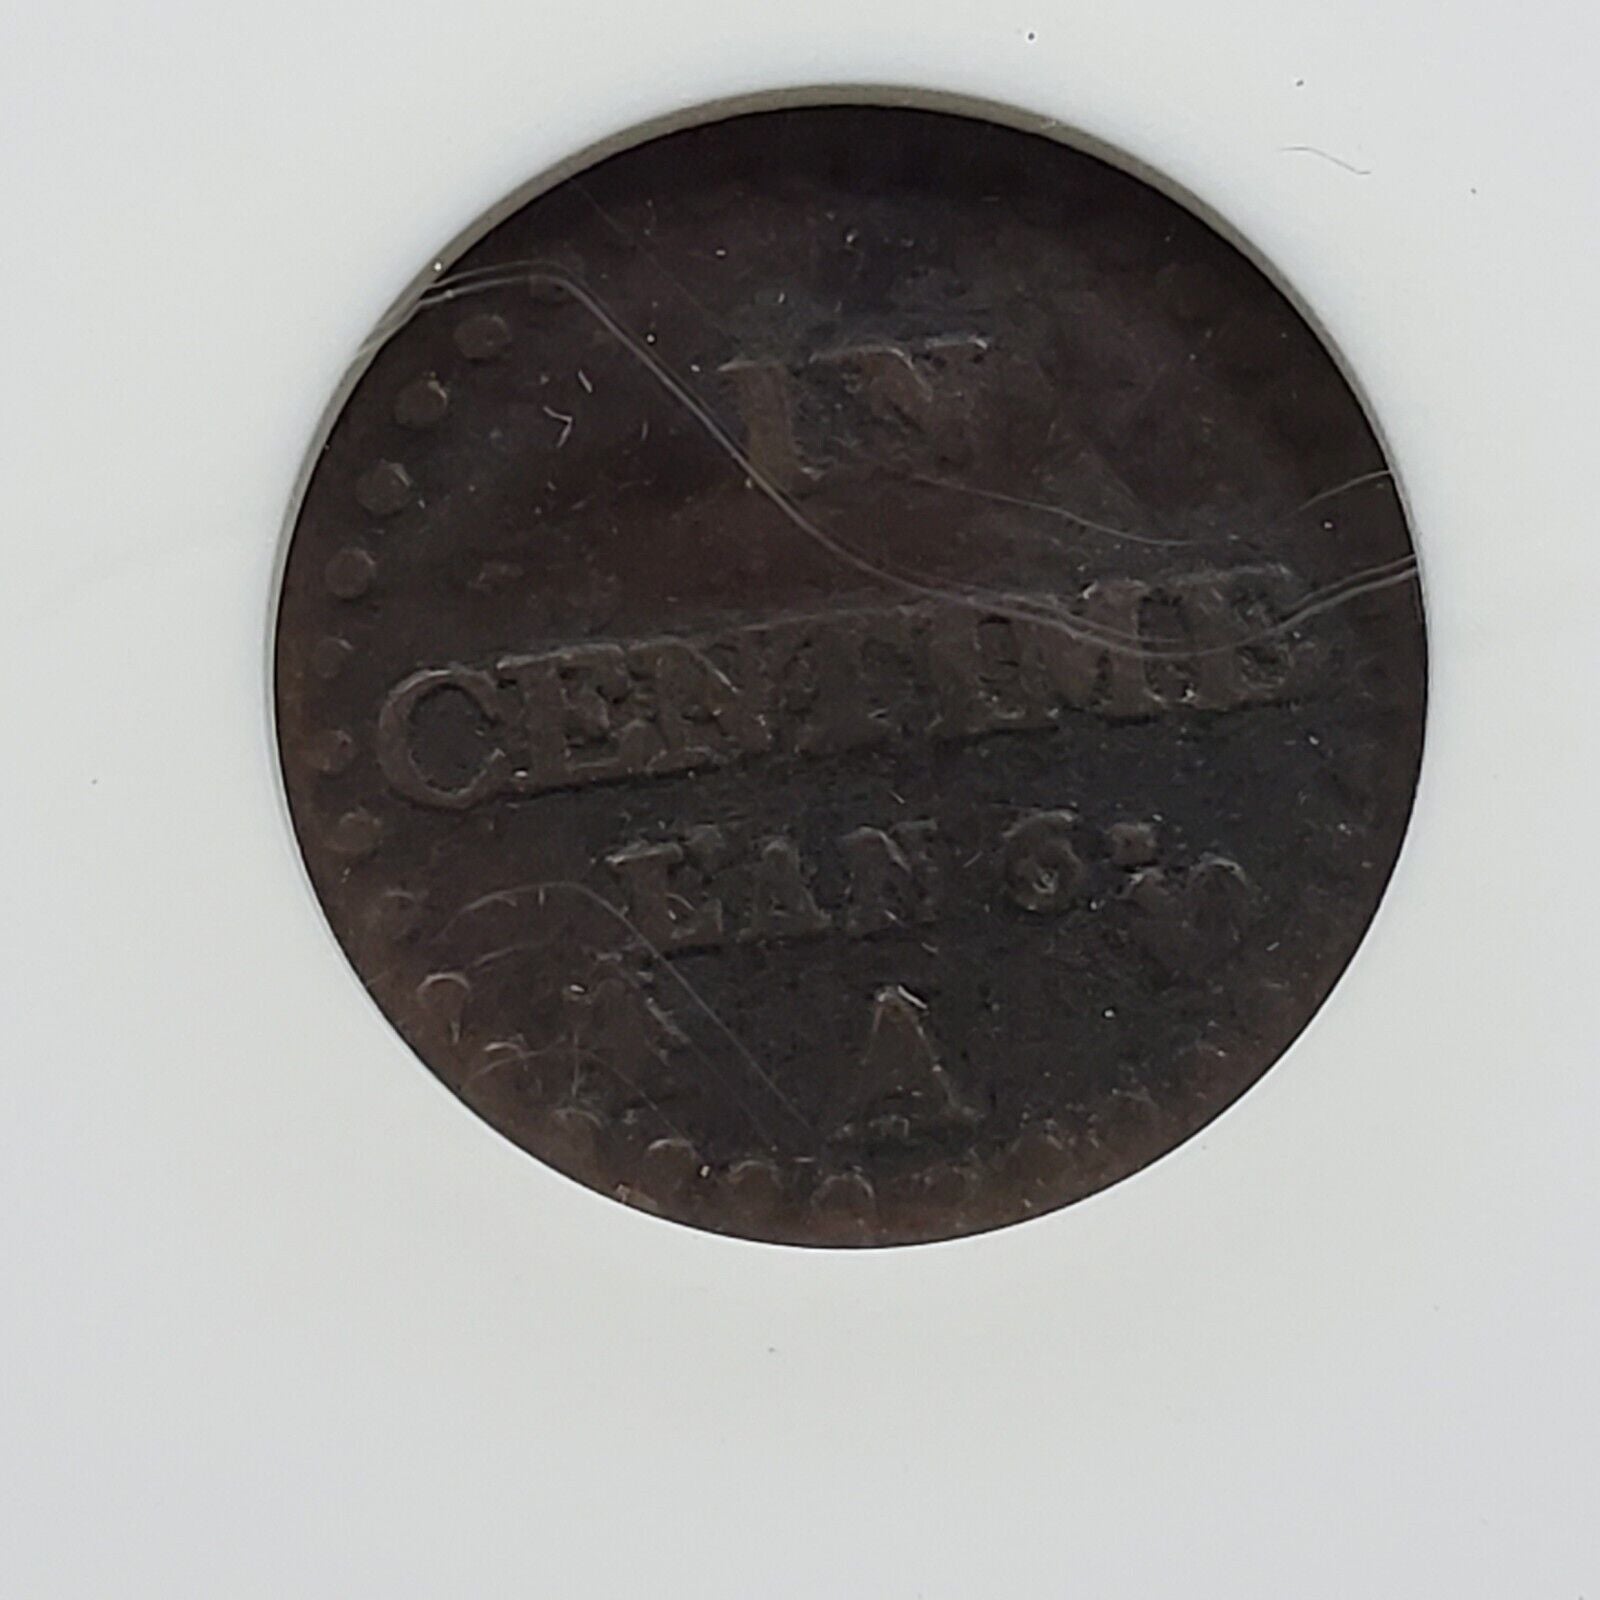 UN
CENTIME
L'AN 6.
A